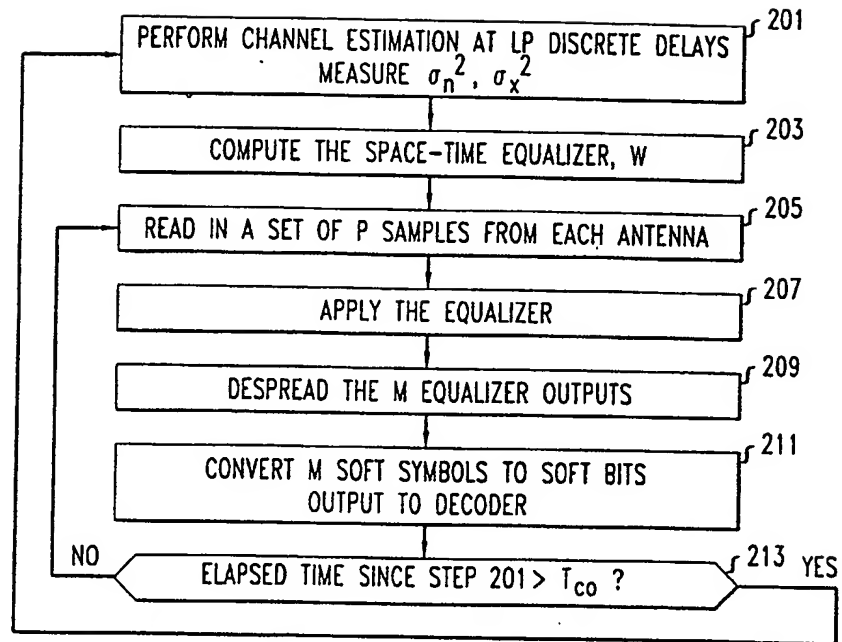 201
PERFORM CHANNEL ESTIMATION AT LP DISCRETE DELAYS
MEASURE σn², σx²
203
COMPUTE THE SPACE-TIME EQUALIZER, W
205
READ IN A SET OF P SAMPLES FROM EACH ANTENNA
207
APPLY THE EQUALIZER
209
DESPREAD THE M EQUALIZER OUTPUTS
211
CONVERT M SOFT SYMBOLS TO SOFT BITS
OUTPUT TO DECODER
213
NO
ELAPSED TIME SINCE STEP 201 > Tco ?
YES